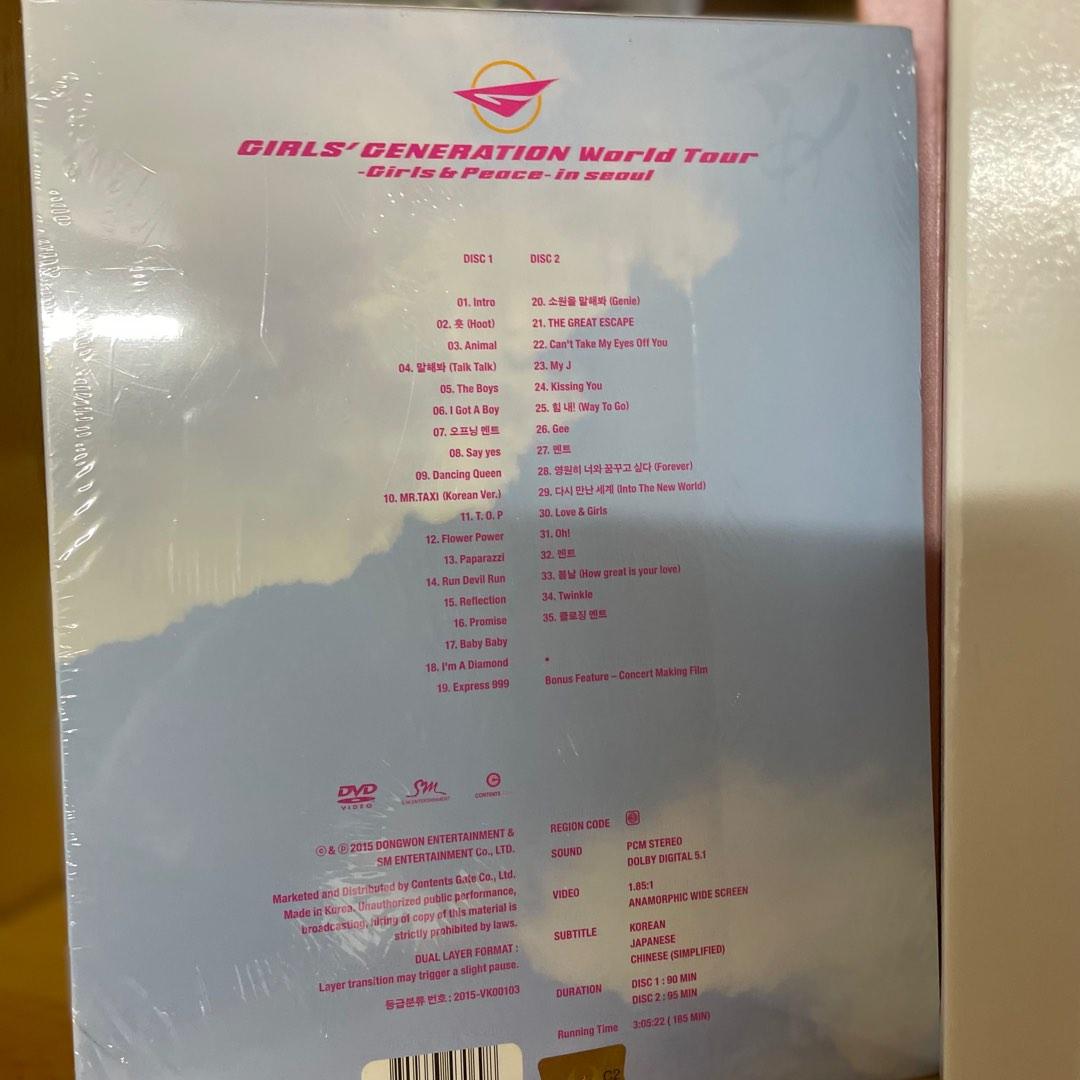 GIRLS' GENERATION World Tour
-Girls & Peace- in seoul
DISC 1
01. Intro
02. 훗 (Hoot)
03. Animal
04. 말해봐 (Talk Talk)
05. The Boys
06. I Got A Boy
07. 오프닝 멘트
08. Say yes
09. Dancing Queen
10. MR.TAXI (Korean Ver.)
11. T. O. P
12. Flower Power
13. Paparazzi
14. Run Devil Run
15. Reflection
16. Promise
17. Baby Baby
18. I'm A Diamond
19. Express 999
DISC 2
20. 소원을 말해봐 (Genie)
21. THE GREAT ESCAPE
22. Can't Take My Eyes Off You
23. My J
24. Kissing You
25. 힘 내! (Way To Go)
26. Gee
27. 멘트
28. 영원히 너와 꿈꾸고 싶다 (Forever)
29. 다시 만난 세계 (Into The New World)
30. Love & Girls
31. Oh!
32. 멘트
33. 봄날 (How great is your love)
34. Twinkle
35. 클로징 멘트
*
Bonus Feature – Concert Making Film
DVD
VIDEO
SM
S.M.ENTERTAINMENT
CONTENTS
© & ℗ 2015 DONGWON ENTERTAINMENT &
SM ENTERTAINMENT Co., LTD.
Marketed and Distributed by Contents Gate Co., Ltd.
Made in Korea. Unauthorized public performance,
broadcasting, hiring of copy of this material is
strictly prohibited by laws.
DUAL LAYER FORMAT :
Layer transition may trigger a slight pause.
등급분류 번호 : 2015-VK00103
REGION CODE
SOUND
PCM STEREO
DOLBY DIGITAL 5.1
VIDEO
1.85:1
ANAMORPHIC WIDE SCREEN
SUBTITLE
KOREAN
JAPANESE
CHINESE (SIMPLIFIED)
DURATION
DISC 1 : 90 MIN
DISC 2 : 95 MIN
Running Time 3:05:22 ( 185 MIN)